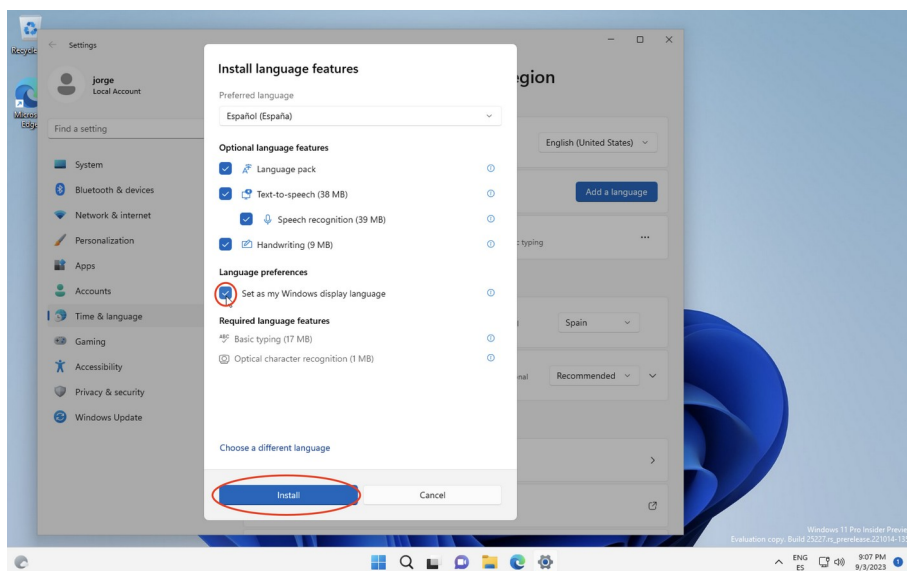 Recycle
Settings
jorge
Local Account
Micros
Edge
Find a setting
System
Bluetooth & devices
Network & internet
Personalization
Apps
Accounts
Time & language
Gaming
Accessibility
Privacy & security
Windows Update
Install language features
Preferred language
Español (España)
Optional language features
Language pack
Text-to-speech (38 MB)
Speech recognition (39 MB)
Handwriting (9 MB)
Language preferences
Set as my Windows display language
Required language features
ABC Basic typing (17 MB)
Optical character recognition (1 MB)
Choose a different language
Install Cancel
egion
English (United States)
Add a language
c typing
Spain
Recommended
Windows 11 Pro Insider Previe
Evaluation copy. Build 25227.rs_prerelease.221014-13
ENG
ES
9:07 PM
9/3/2023
1